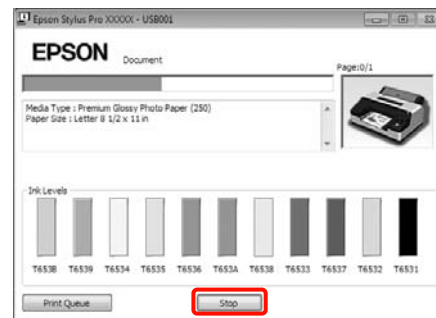 Epson Stylus Pro XXXXX - USB001
EPSON
Document
Page:0/1
Media Type : Premium Glossy Photo Paper (250)
Paper Size : Letter 8 1/2 x 11 in
Ink Levels
T653B T6539 T6534 T6535 T6536 T653A T6538 T6533 T6537 T6532 T6531
Print Queue
Stop